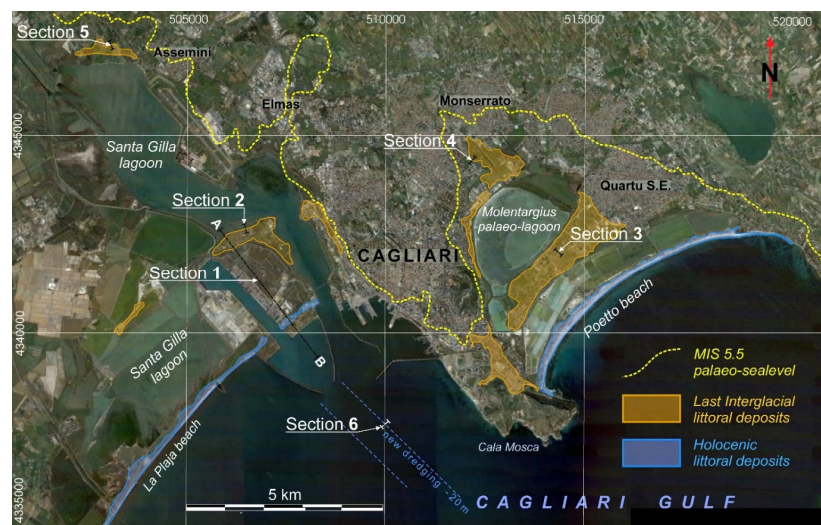 505000
510000
515000
520000
Section 5
Assemini
N
Elmas
Monserrato
4345000
Section 4
Santa Gilla
lagoon
Quartu S.E.
Section 2
Molentargius
palaeo-lagoon
A
Section 3
CAGLIARI
Section 1
Poetto beach
4340000
Santa Gilla
lagoon
B
MIS 5.5
palaeo-sealevel
Last Interglacial
littoral deposits
Section 6
new dredging -20m
La Plaja beach
Cala Mosca
Holocenic
littoral deposits
4335000
5 km
CAGLIARI GULF